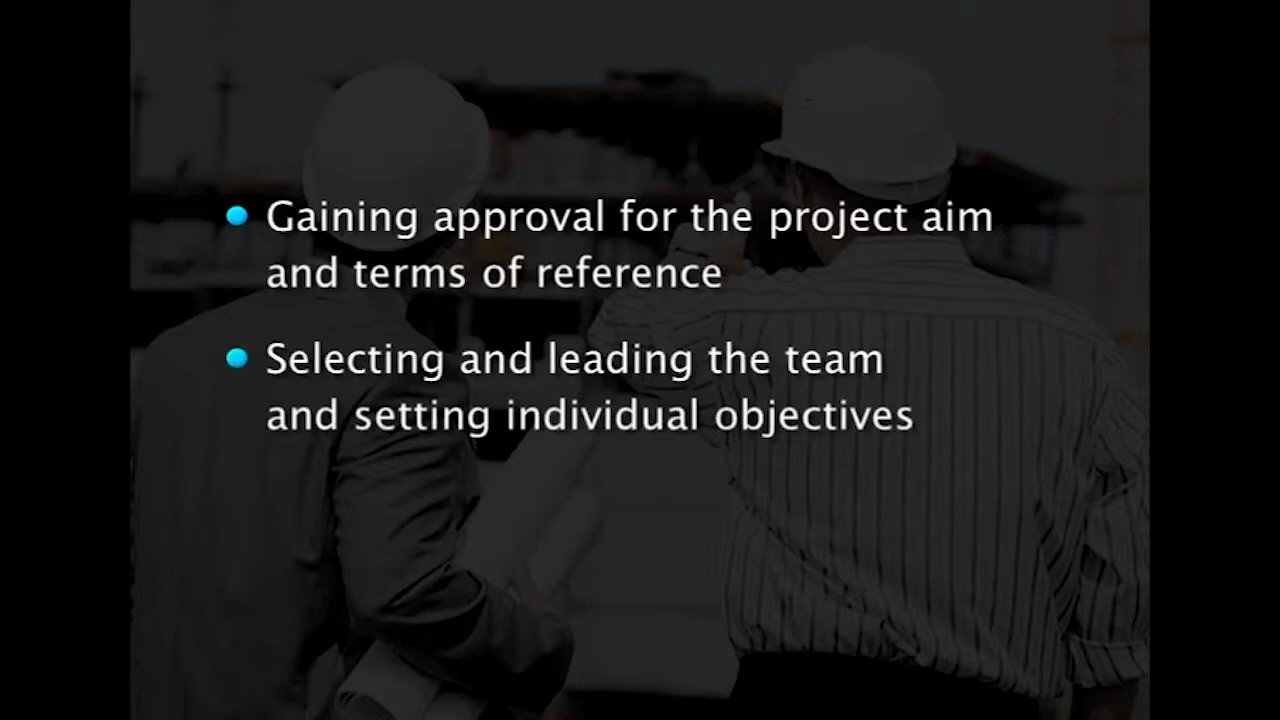 Gaining approval for the project aim
and terms of reference
Selecting and leading the team
and setting individual objectives